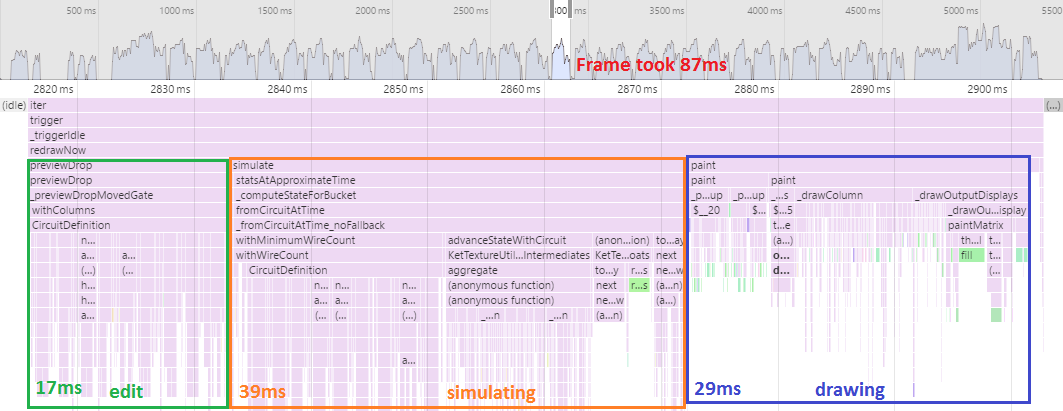 500 ms 1000 ms 1500 ms 2000 ms 2500 ms 300 ms 3500 ms 4000 ms 4500 ms 5000 ms 5500
Frame took 87ms
2820 ms 2830 ms 2840 ms 2850 ms 2860 ms 2870 ms 2880 ms 2890 ms 2900 ms
(idle) iter (...)
trigger
_triggerIdle
redrawNow
previewDrop simulate paint
previewDrop statsAtApproximateTime paint paint
_previewDropMovedGate _computeStateForBucket _p...up _p...up _...s _drawColumn _drawOutputDisplays
withColumns fromCircuitAtTime $__20 $... $...5 _drawOu...isplay
CircuitDefinition _fromCircuitAtTime_noFallback t...e paintMatrix
n... withMinimumWireCount advanceStateWithCircuit (anon...ion) to...ay (a...) th...l t...
a... a... withWireCount KetTextureUtil....Intermediates KetTe...oats next o... fill t...
(...) (...) CircuitDefinition aggregate to...y r...s ne...w d... (...
h... n... n... n... (anonymous function) next r...s (a...n)
h... a... a... a... (anonymous function) ne...w (a...)
a... (...) (...) (...) _...n _...n (a...n)
a...
17ms edit 39ms simulating 29ms drawing